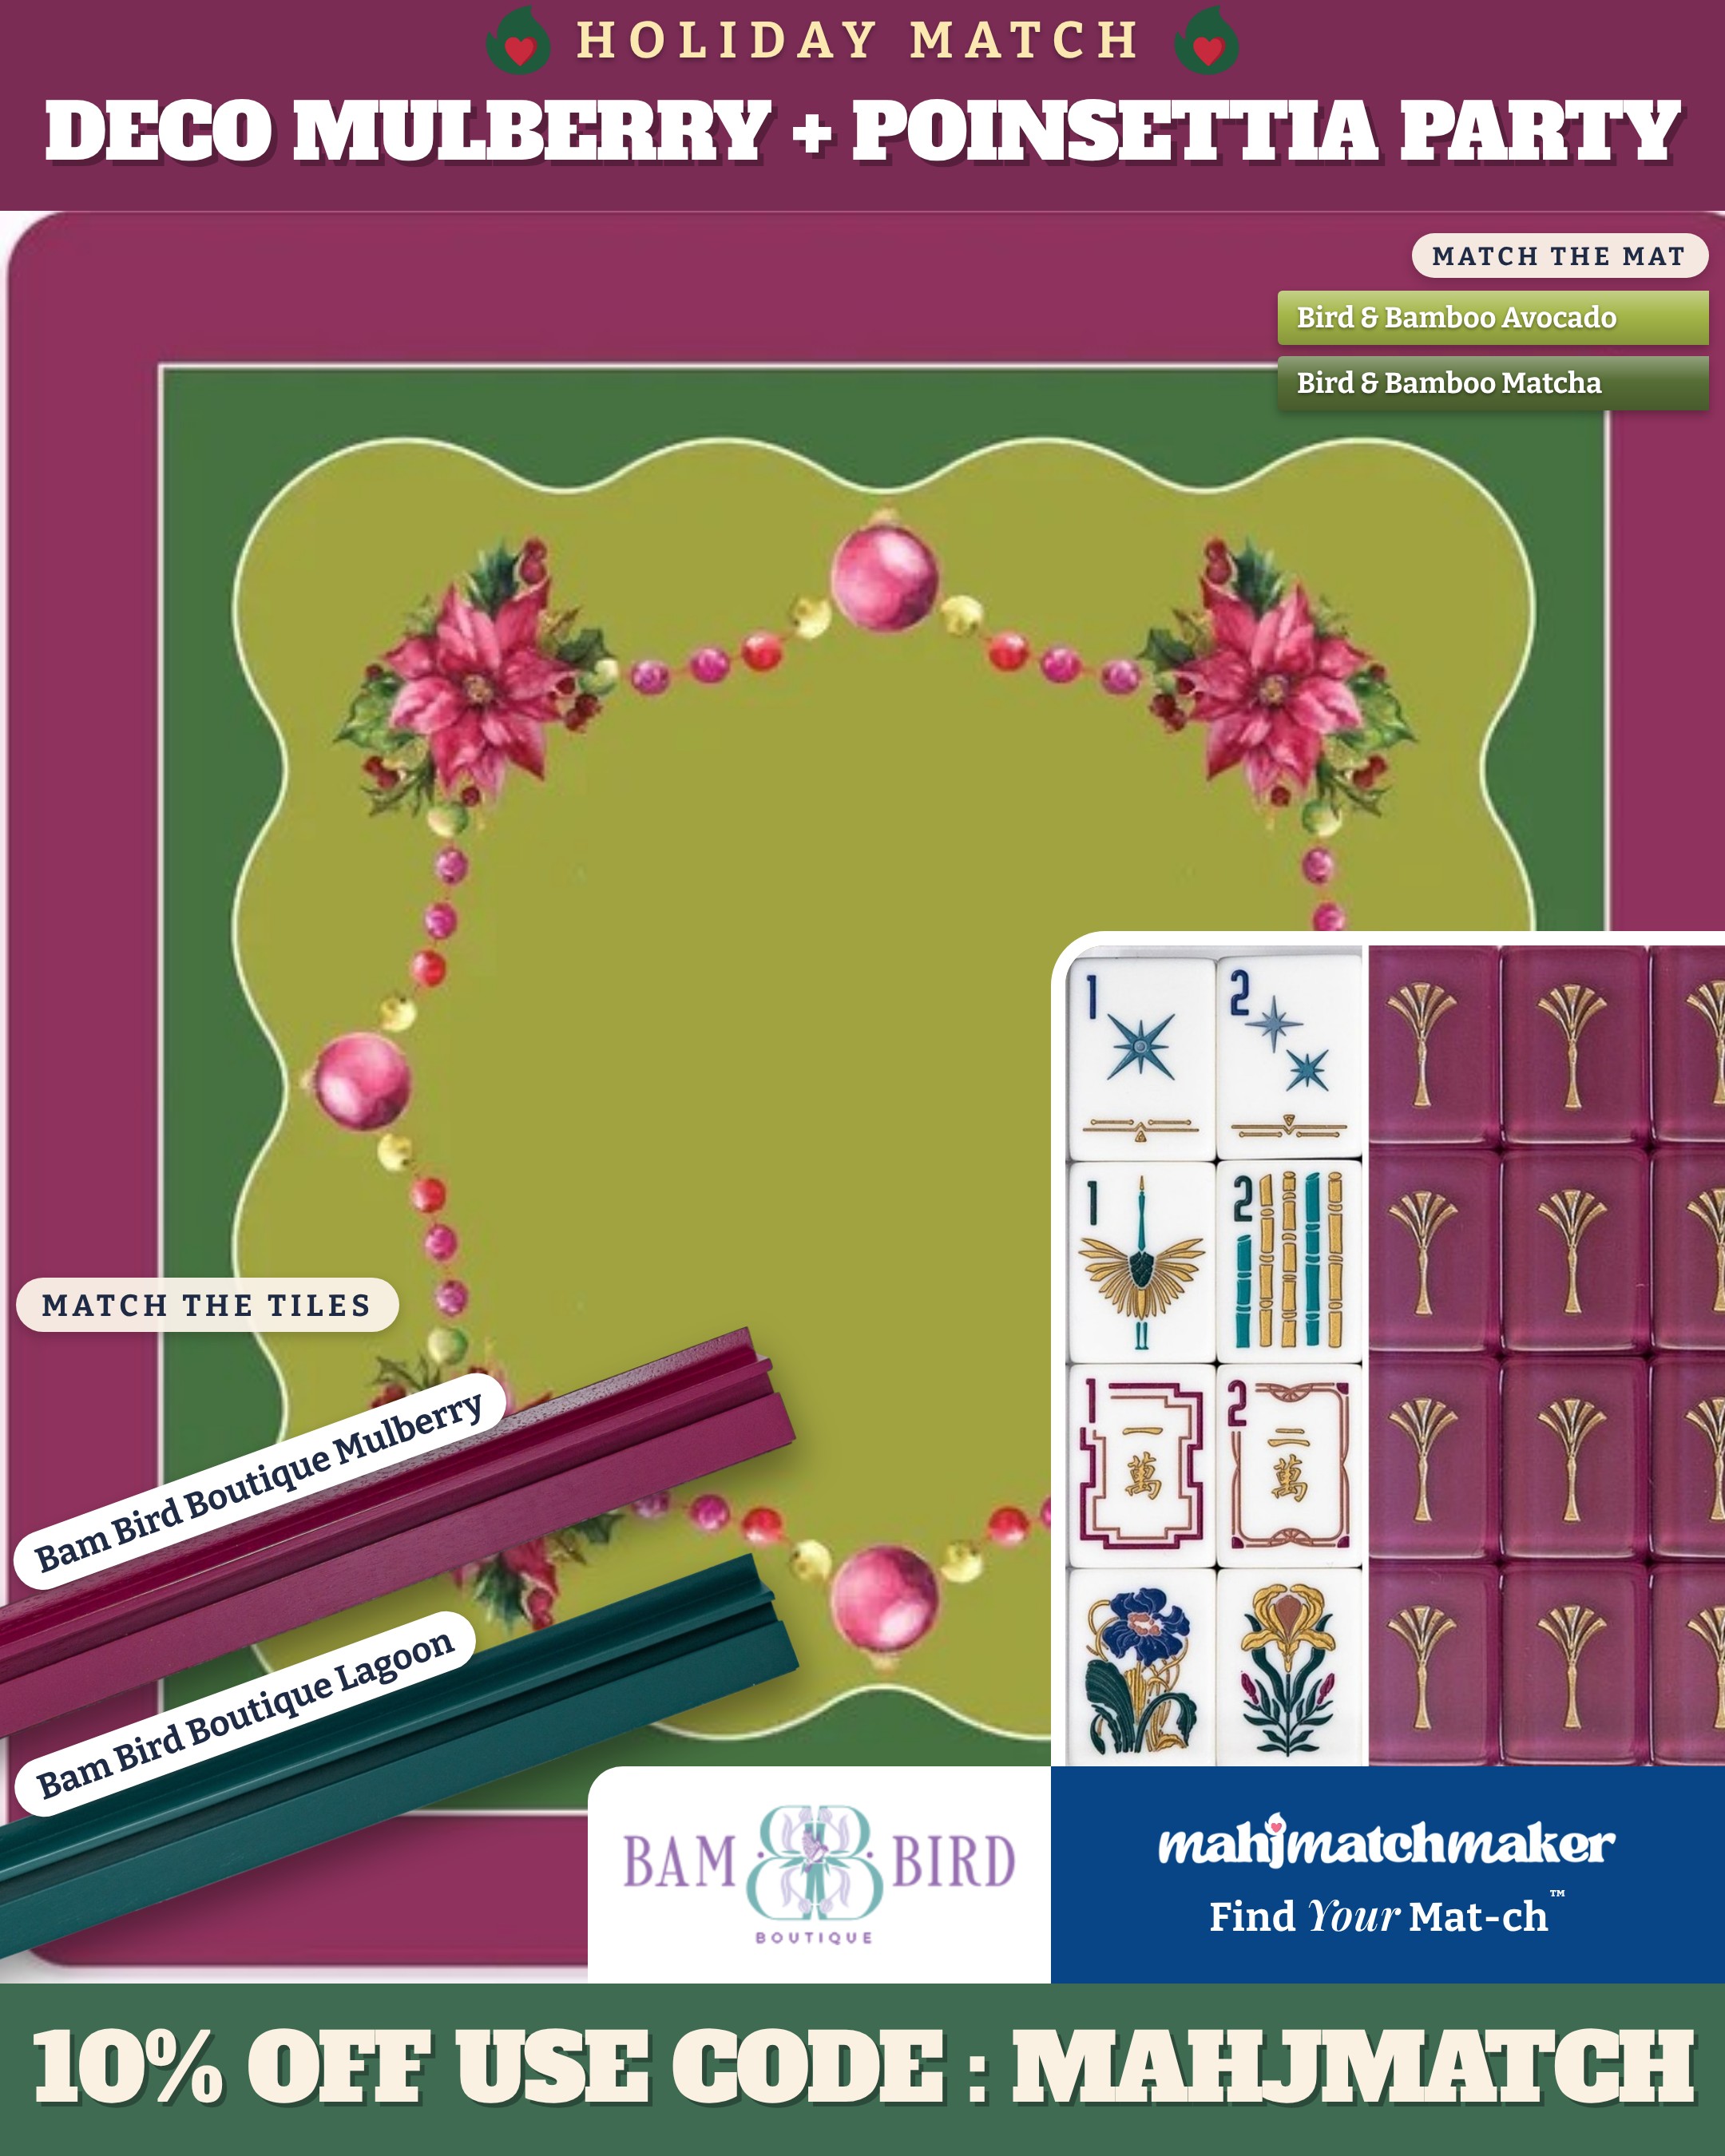 HOLIDAY MATCH
DECO MULBERRY + POINSETTIA PARTY
MATCH THE MAT
Bird & Bamboo Avocado
Bird & Bamboo Matcha
1 2
1 2
1 一萬 2 二萬
MATCH THE TILES
Bam Bird Boutique Mulberry
Bam Bird Boutique Lagoon
BAM BIRD
BOUTIQUE
mahjmatchmaker
Find Your Mat-ch™
10% OFF USE CODE : MAHJMATCH